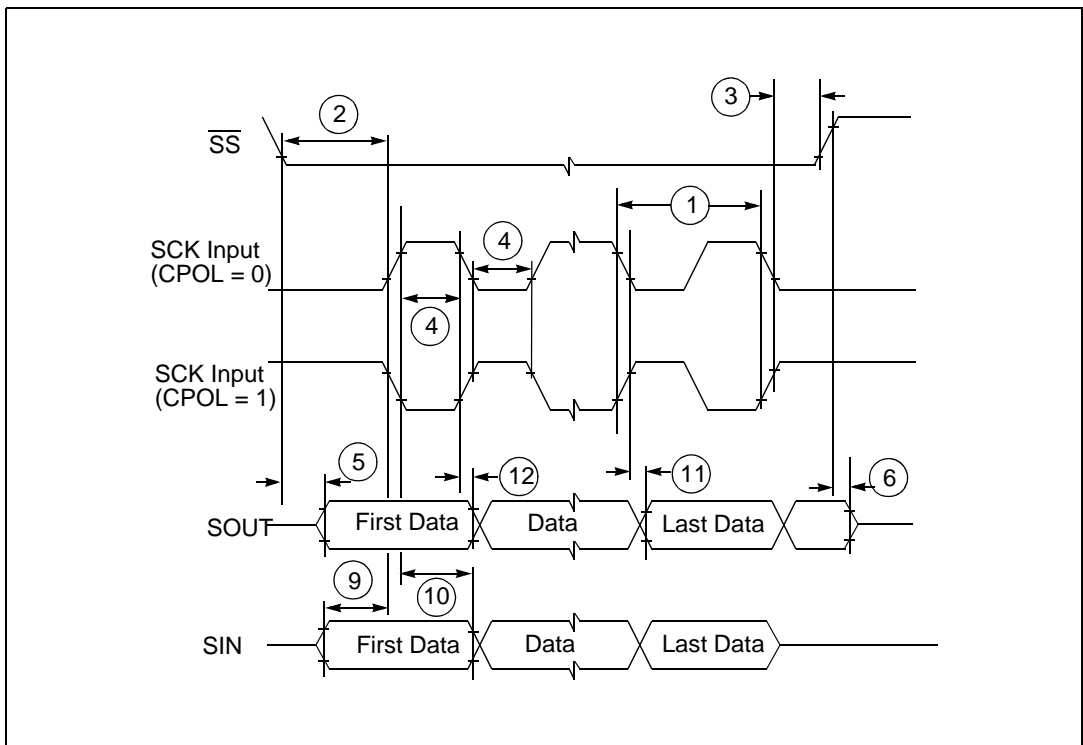 3
2
SS
1
SCK Input
(CPOL = 0)
4
4
SCK Input
(CPOL = 1)
5
12
11
6
SOUT
First Data
Data
Last Data
9
10
SIN
First Data
Data
Last Data